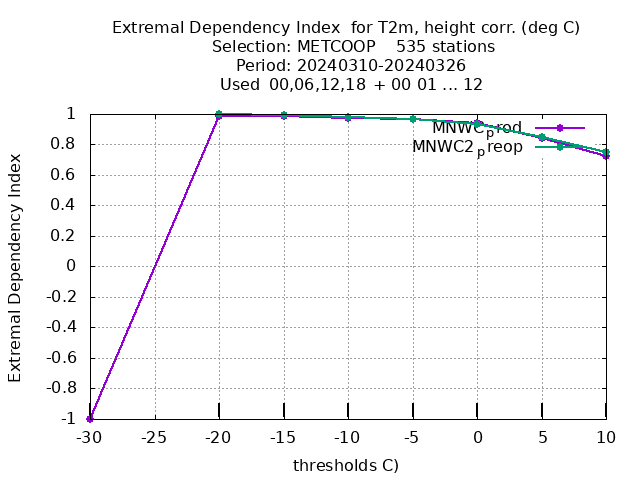 Extremal Dependency Index  for T2m, height corr. (deg C)
Selection: METCOOP    535 stations
Period: 20240310-20240326
Used  00,06,12,18 + 00 01 ... 12
MNWCprod
MNWC2preop
1
0.8
0.6
0.4
0.2
0
-0.2
-0.4
-0.6
-0.8
-1
Extremal Dependency Index
-30 -25 -20 -15 -10 -5 0 5 10
thresholds C)